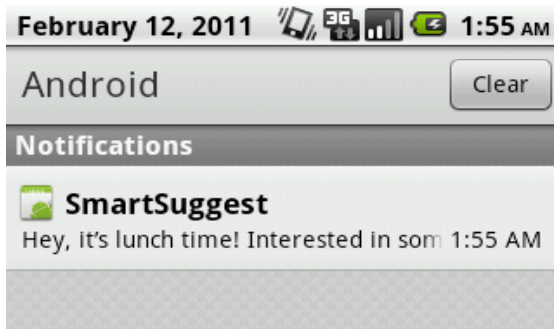 February 12, 2011 3G 1:55 AM
Android Clear
Notifications
SmartSuggest
Hey, it's lunch time! Interested in som 1:55 AM